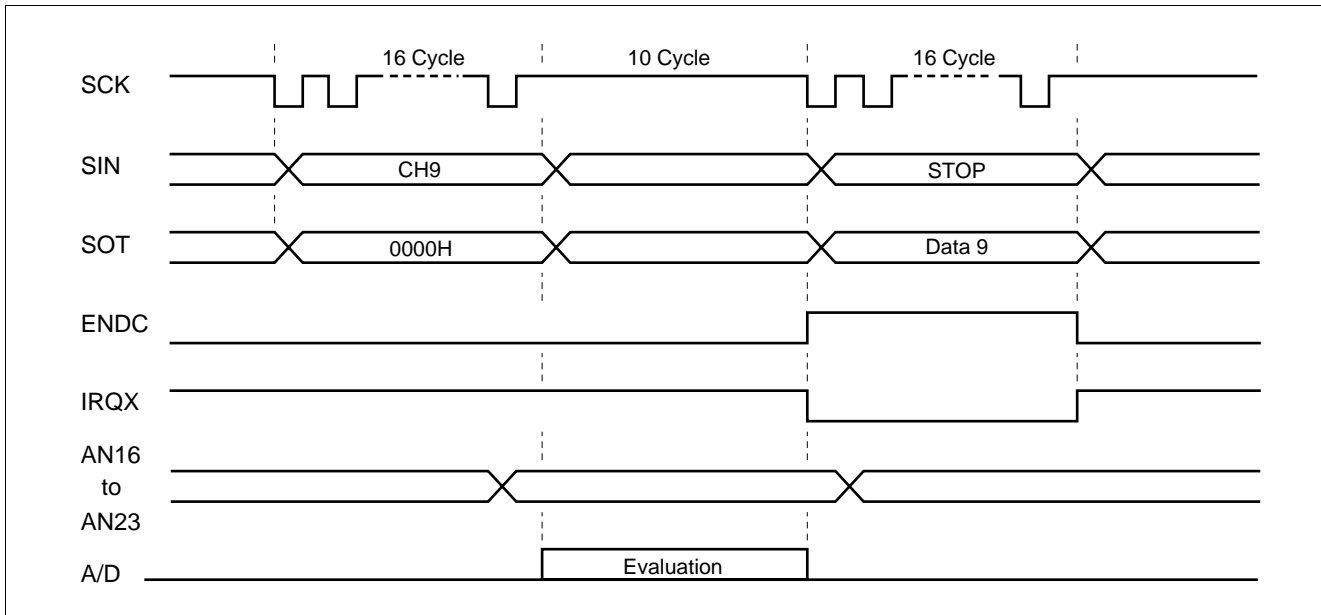 16 Cycle 10 Cycle 16 Cycle
SCK
SIN CH9 STOP
SOT 0000H Data 9
ENDC
IRQX
AN16
to
AN23
A/D Evaluation